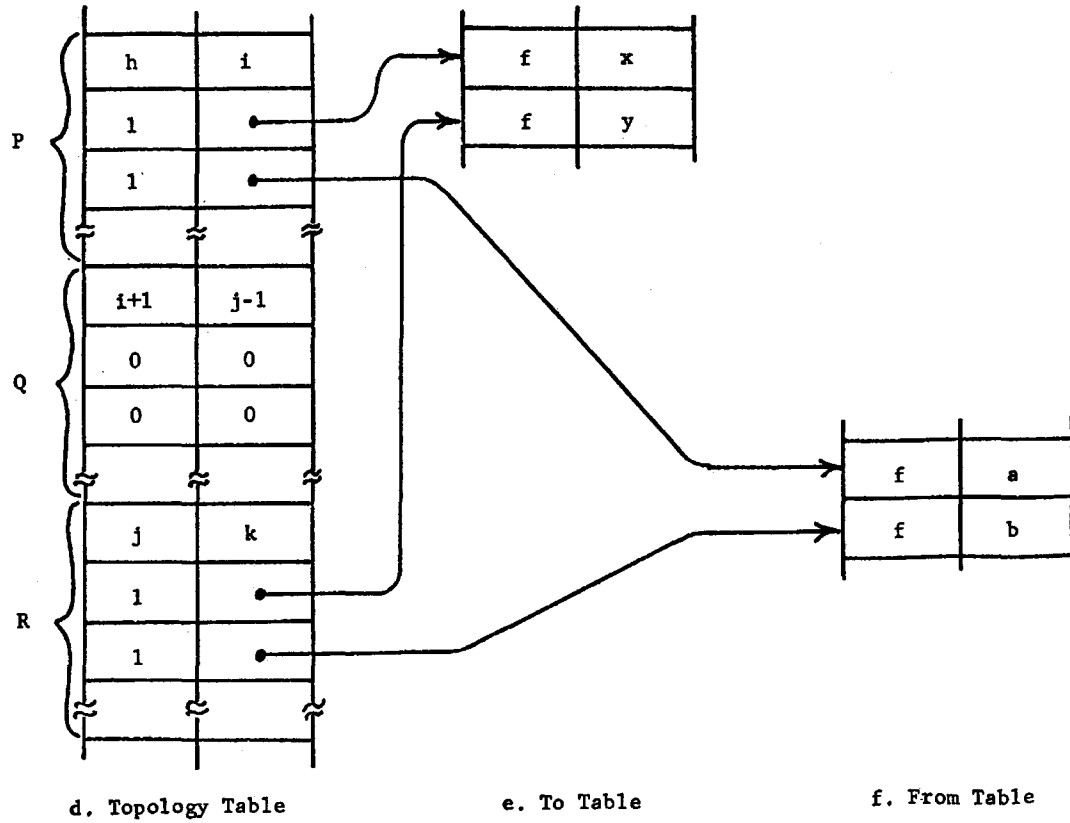 h i
f x
P
1
f y
1
i+1 j-1
Q
0 0
0 0
f a
j k
f b
R
1
1
d. Topology Table
e. To Table
f. From Table